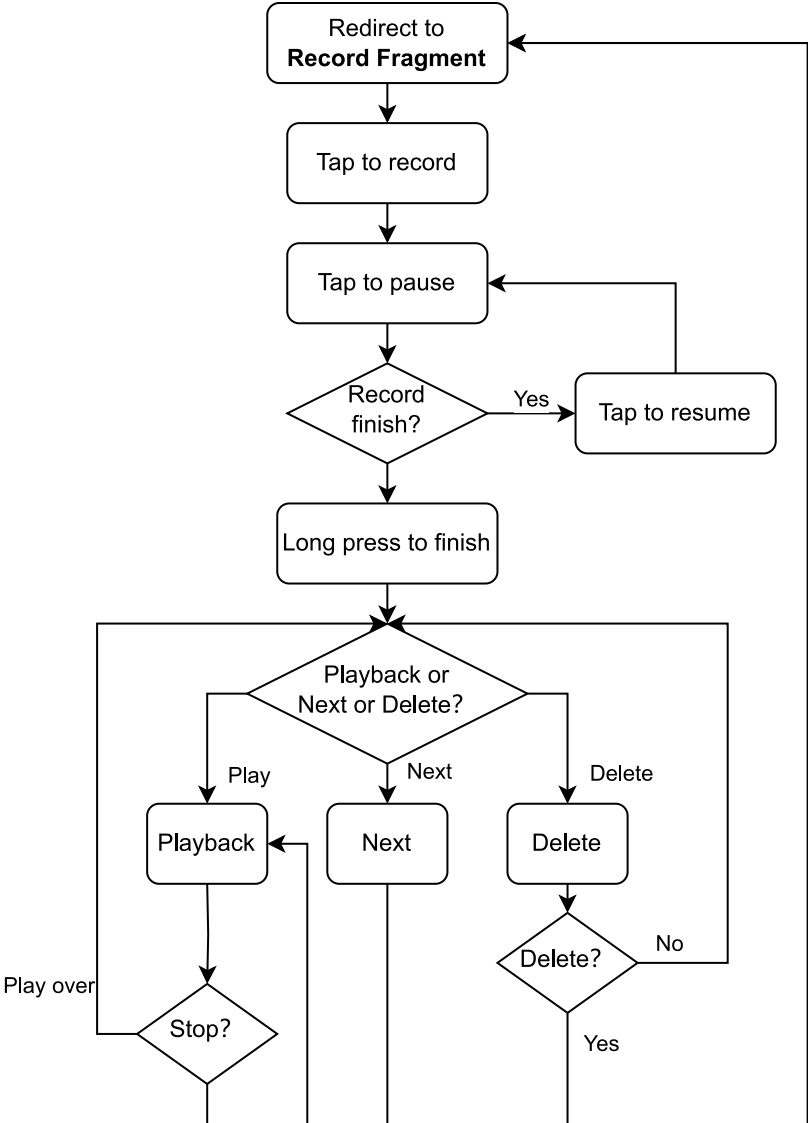 Redirect to
Record Fragment
Tap to record
Tap to pause
Record
finish?
Yes
Tap to resume
Long press to finish
Playback or
Next or Delete?
Play
Next
Delete
Playback
Next
Delete
Delete?
No
Play over
Stop?
Yes